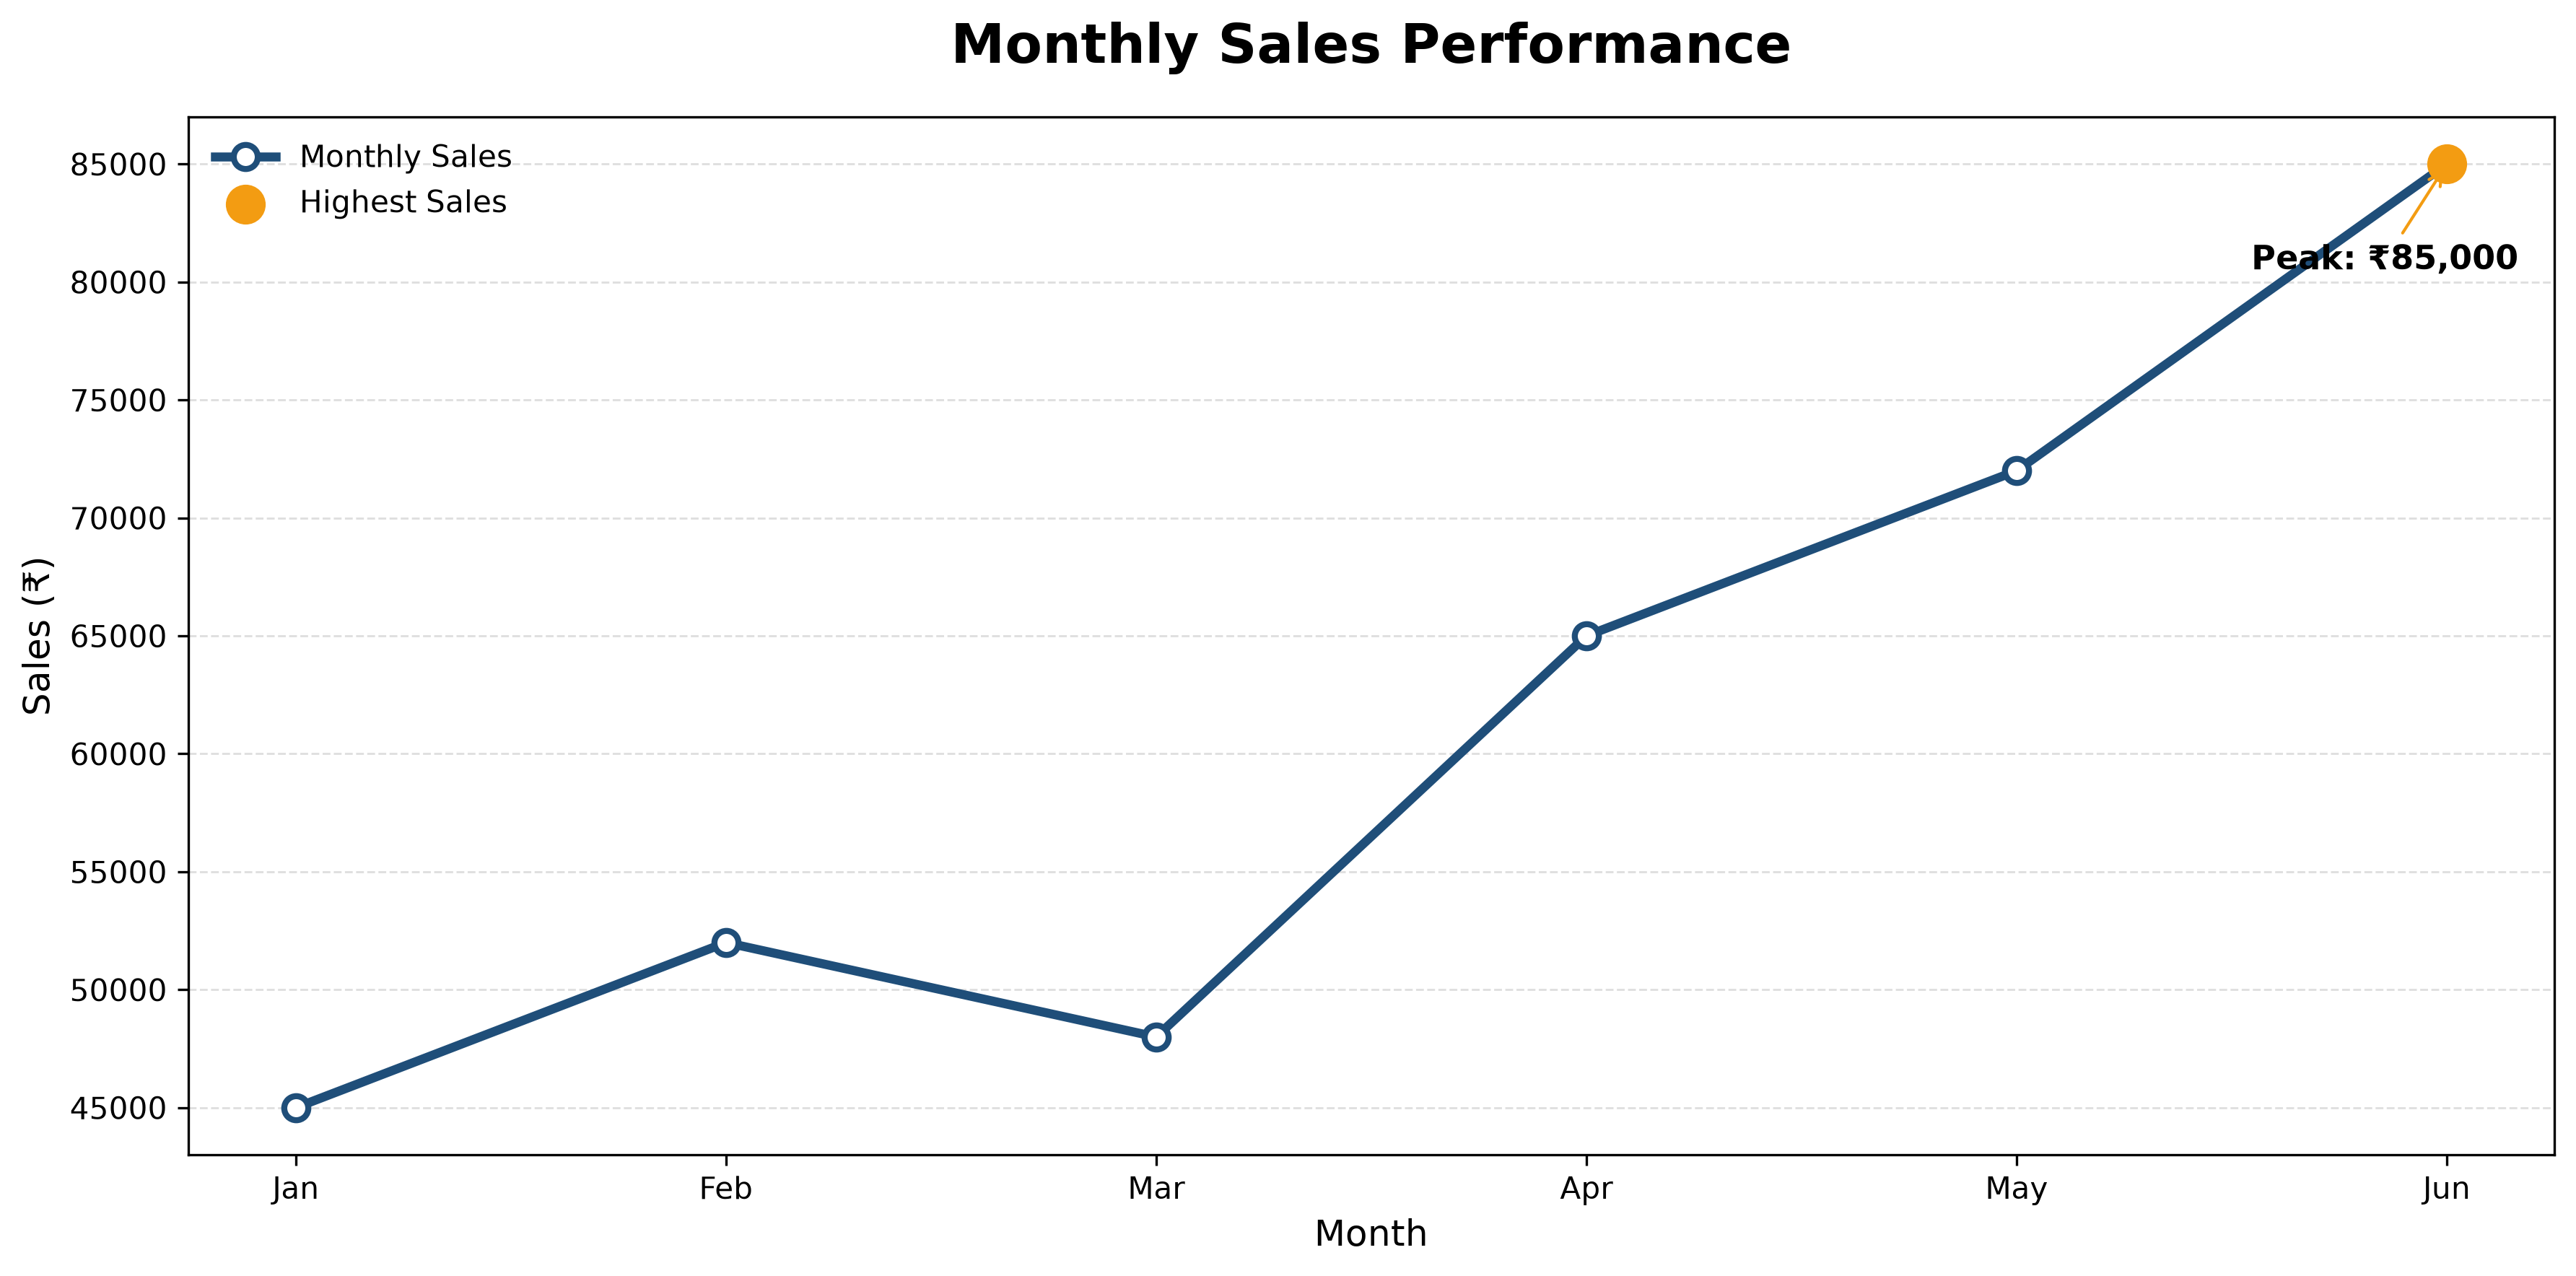 Monthly Sales Performance
Monthly Sales
Highest Sales
Peak: ₹85,000
85000
80000
75000
70000
65000
60000
55000
50000
45000
Sales (₹)
Jan Feb Mar Apr May Jun
Month